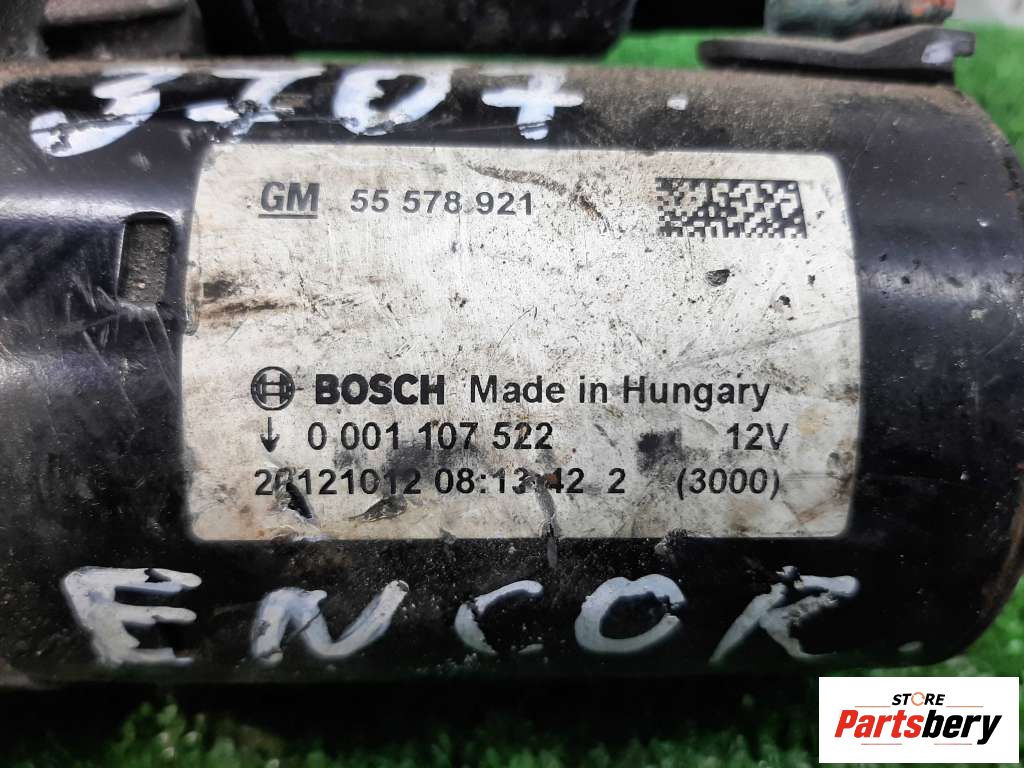 3J07
GM 55 578 921
BOSCH Made in Hungary
↓ 0 001 107 522 12V
20121012 08:13:42 2 (3000)
ENCOR
STORE
Partsbery